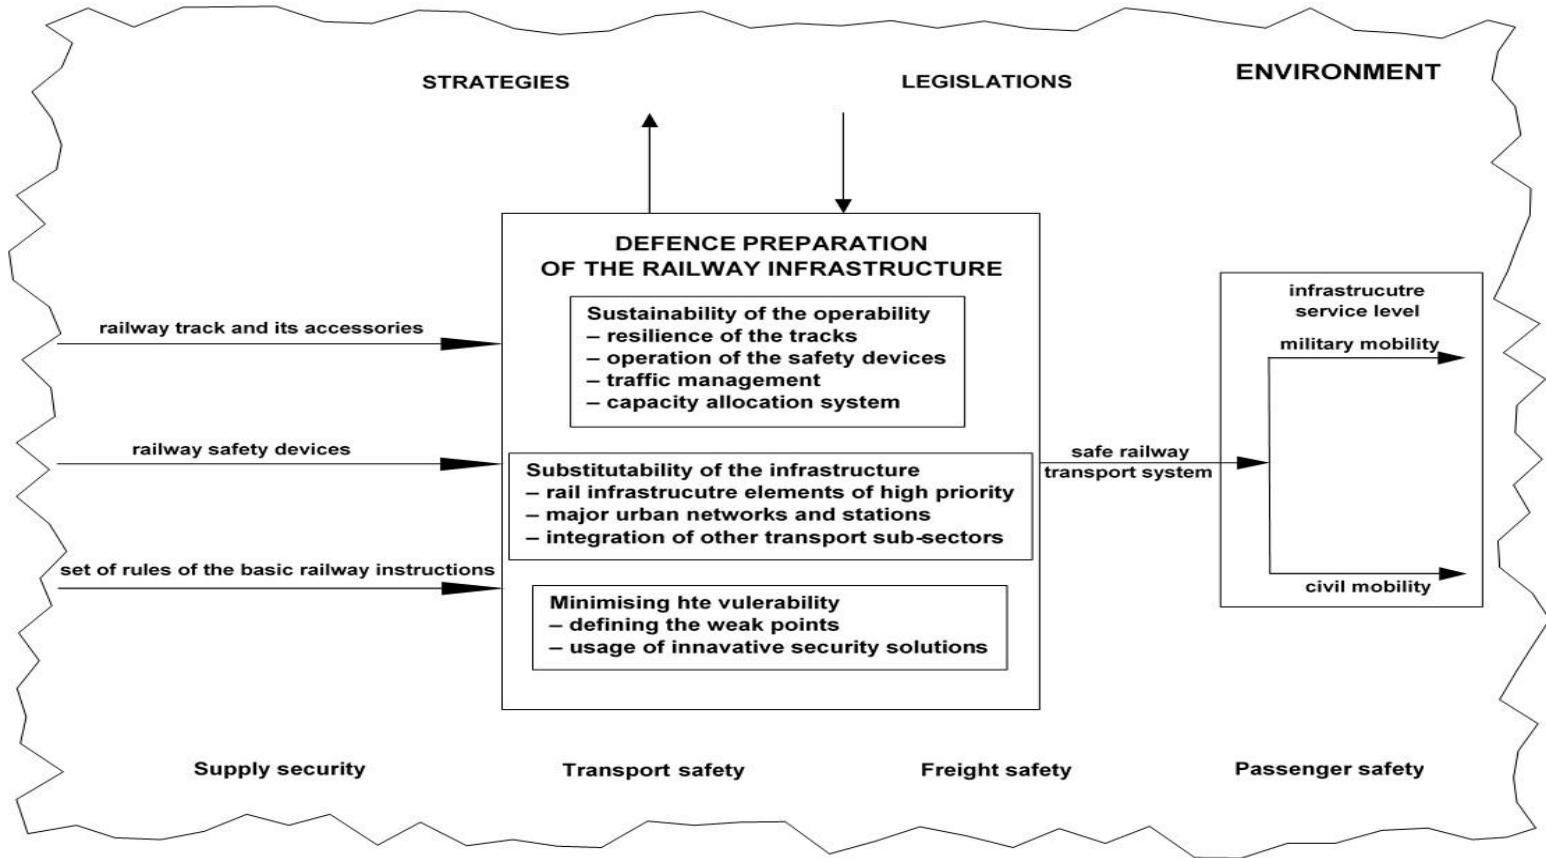 STRATEGIES
LEGISLATIONS
ENVIRONMENT
DEFENCE PREPARATION
OF THE RAILWAY INFRASTRUCTURE
Sustainability of the operability
– resilience of the tracks
– operation of the safety devices
– traffic management
– capacity allocation system
Substitutability of the infrastructure
– rail infrastrucutre elements of high priority
– major urban networks and stations
– integration of other transport sub-sectors
Minimising hte vulerability
– defining the weak points
– usage of innavative security solutions
railway track and its accessories
railway safety devices
set of rules of the basic railway instructions
safe railway
transport system
infrastrucutre
service level
military mobility
civil mobility
Supply security
Transport safety
Freight safety
Passenger safety